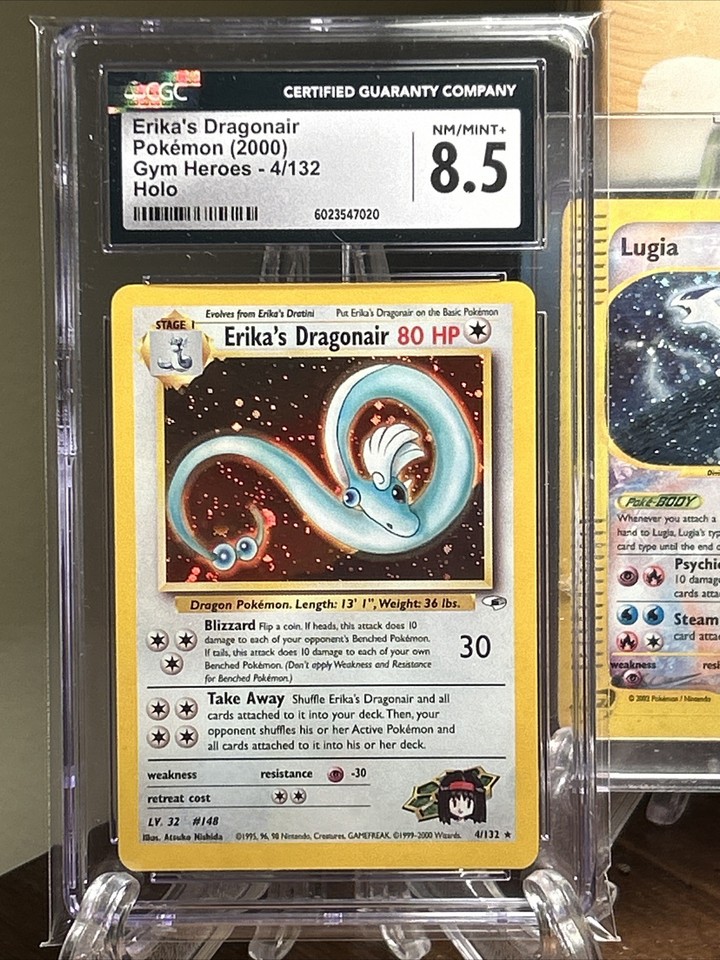 CGC
CERTIFIED GUARANTY COMPANY
Erika's Dragonair
Pokémon (2000)
Gym Heroes - 4/132
Holo
NM/MINT+
8.5
6023547020
Evolves from Erika's Dratini
Put Erika's Dragonair on the Basic Pokémon
STAGE 1
Erika's Dragonair 80 HP
Dragon Pokémon. Length: 13' 1", Weight: 36 lbs.
Blizzard Flip a coin. If heads, this attack does 10
damage to each of your opponent's Benched Pokémon.
If tails, this attack does 10 damage to each of your own
Benched Pokémon. (Don't apply Weakness and Resistance
for Benched Pokémon.)
30
Take Away Shuffle Erika's Dragonair and all
cards attached to it into your deck. Then, your
opponent shuffles his or her Active Pokémon and
all cards attached to it into his or her deck.
weakness
resistance
-30
retreat cost
LV. 32 #148
Illus. Atsuko Nishida
©1995, 96, 98 Nintendo, Creatures, GAMEFREAK. ©1999-2000 Wizards.
4/132 ★
Lugia
Poké-BODY
Whenever you attach a
hand to Lugia, Lugia's typ
card type until the end o
Psychic
10 damag
cards atta
Steam
card attac
weakness
resi
© 2002 Pokémon / Nintendo